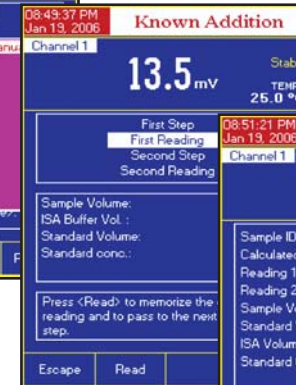 08:49:37 PM
Jan 19, 2006
Known Addition
Channel 1
13.5 mV
25.0 °
First Step
First Reading
Second Step
Second Reading
Sample Volume:
ISA Buffer Vol. :
Standard Volume:
Standard conc.:
Press <Read> to memorize the
reading and to pass to the next
step.
Escape Read
08:51:21 PM
Jan 19, 2006
Channel 1
Sample ID
Calculated
Reading 1
Reading 2
Sample Vo
Standard
ISA Volum
Standard